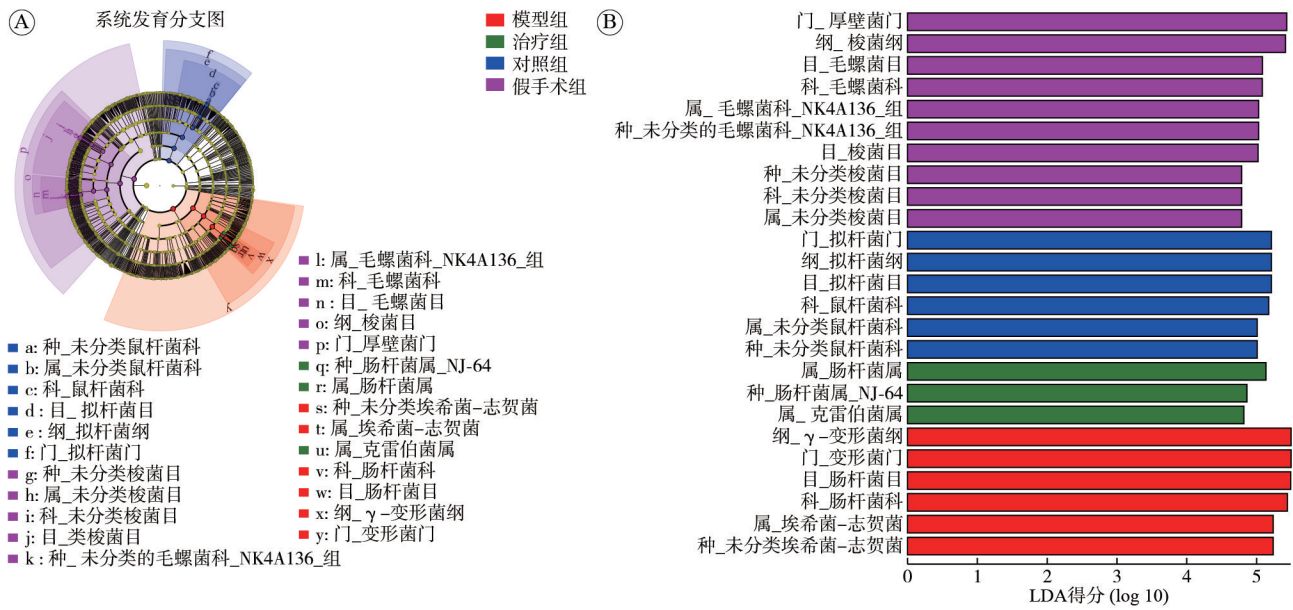 A
系统发育分支图
模型组
治疗组
对照组
假手术组
f
e
d
p
o
n
m
j
x
w
v
y
a: 种_未分类鼠杆菌科
b: 属_未分类鼠杆菌科
c: 科_鼠杆菌科
d : 目_ 拟杆菌目
e : 纲_拟杆菌纲
f: 门_拟杆菌门
g: 种_未分类梭菌目
h: 属_未分类梭菌目
i: 科_未分类梭菌目
j: 目_类梭菌目
k : 种_ 未分类的毛螺菌科_NK4A136_组
l: 属_毛螺菌科_NK4A136_组
m: 科_毛螺菌科
n : 目_ 毛螺菌目
o: 纲_梭菌目
p: 门_厚壁菌门
q: 种_肠杆菌属_NJ-64
r: 属_肠杆菌属
s: 种_未分类埃希菌-志贺菌
t: 属_埃希菌-志贺菌
u: 属_克雷伯菌属
v: 科_肠杆菌科
w: 目_肠杆菌目
x: 纲_γ-变形菌纲
y: 门_变形菌门
B
门_ 厚壁菌门
纲_ 梭菌纲
目_毛螺菌目
科_毛螺菌科
属_ 毛螺菌科_NK4A136_组
种_未分类的毛螺菌科_NK4A136_组
目_梭菌目
种_未分类梭菌目
科_未分类梭菌目
属_未分类梭菌目
门_拟杆菌门
纲_拟杆菌纲
目_拟杆菌目
科_鼠杆菌科
属_未分类鼠杆菌科
种_未分类鼠杆菌科
属_肠杆菌属
种_肠杆菌属_NJ-64
属_ 克雷伯菌属
纲_ γ-变形菌纲
门_变形菌门
目_肠杆菌目
科_肠杆菌科
属_埃希菌-志贺菌
种_未分类埃希菌-志贺菌
0 1 2 3 4 5
LDA得分 (log 10)